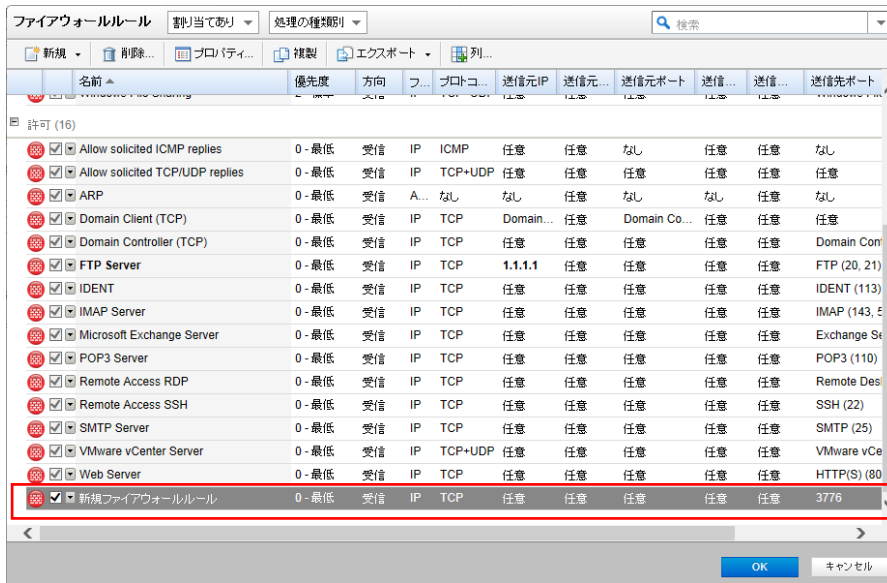 ファイアウォールルール 割り当てあり 処理の種類別 検索
新規 削除... プロパティ... 複製 エクスポート 列...
名前 優先度 方向 フ... プロトコ... 送信元IP 送信元... 送信元ポート 送信... 送信... 送信先ポート
許可 (16)
Allow solicited ICMP replies 0 - 最低 受信 IP ICMP 任意 任意 なし 任意 任意 なし
Allow solicited TCP/UDP replies 0 - 最低 受信 IP TCP+UDP 任意 任意 任意 任意 任意 任意
ARP 0 - 最低 受信 A... なし なし 任意 なし なし 任意 なし
Domain Client (TCP) 0 - 最低 受信 IP TCP Domain... 任意 Domain Co... 任意 任意 任意
Domain Controller (TCP) 0 - 最低 受信 IP TCP 任意 任意 任意 任意 任意 Domain Cont
FTP Server 0 - 最低 受信 IP TCP 1.1.1.1 任意 任意 任意 任意 FTP (20, 21)
IDENT 0 - 最低 受信 IP TCP 任意 任意 任意 任意 任意 IDENT (113)
IMAP Server 0 - 最低 受信 IP TCP 任意 任意 任意 任意 任意 IMAP (143,
Microsoft Exchange Server 0 - 最低 受信 IP TCP 任意 任意 任意 任意 任意 Exchange Se
POP3 Server 0 - 最低 受信 IP TCP 任意 任意 任意 任意 任意 POP3 (110)
Remote Access RDP 0 - 最低 受信 IP TCP 任意 任意 任意 任意 任意 Remote Desl
Remote Access SSH 0 - 最低 受信 IP TCP 任意 任意 任意 任意 任意 SSH (22)
SMTP Server 0 - 最低 受信 IP TCP 任意 任意 任意 任意 任意 SMTP (25)
VMware vCenter Server 0 - 最低 受信 IP TCP+UDP 任意 任意 任意 任意 任意 VMware vCe
Web Server 0 - 最低 受信 IP TCP 任意 任意 任意 任意 任意 HTTP(S) (80
新規ファイアウォールルール 0 - 最低 受信 IP TCP 任意 任意 任意 任意 任意 3776
OK キャンセル